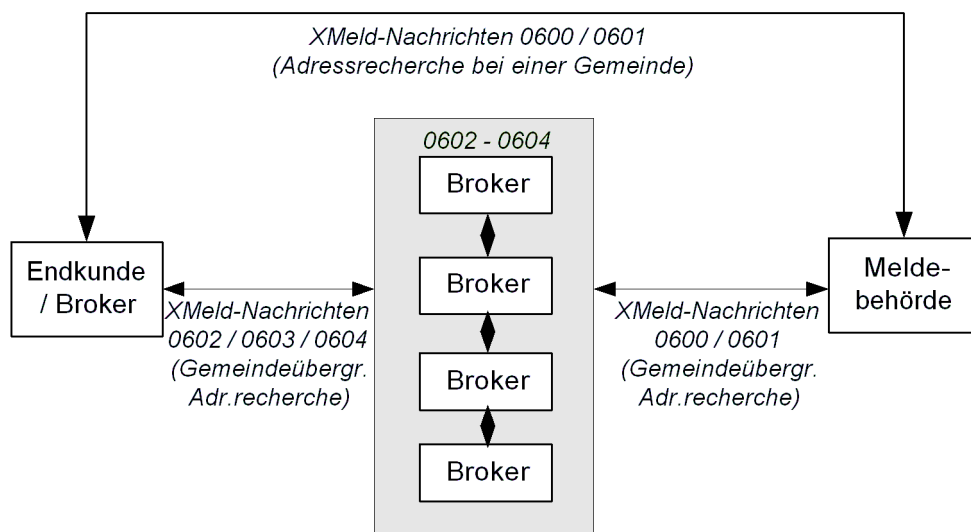 XMeld-Nachrichten 0600 / 0601
(Adressrecherche bei einer Gemeinde)
0602 - 0604
Broker
Broker
Broker
Broker
Endkunde
/ Broker
XMeld-Nachrichten
0602 / 0603 / 0604
(Gemeindeübergr.
Adr.recherche)
XMeld-Nachrichten
0600 / 0601
(Gemeindeübergr.
Adr.recherche)
Melde-
behörde